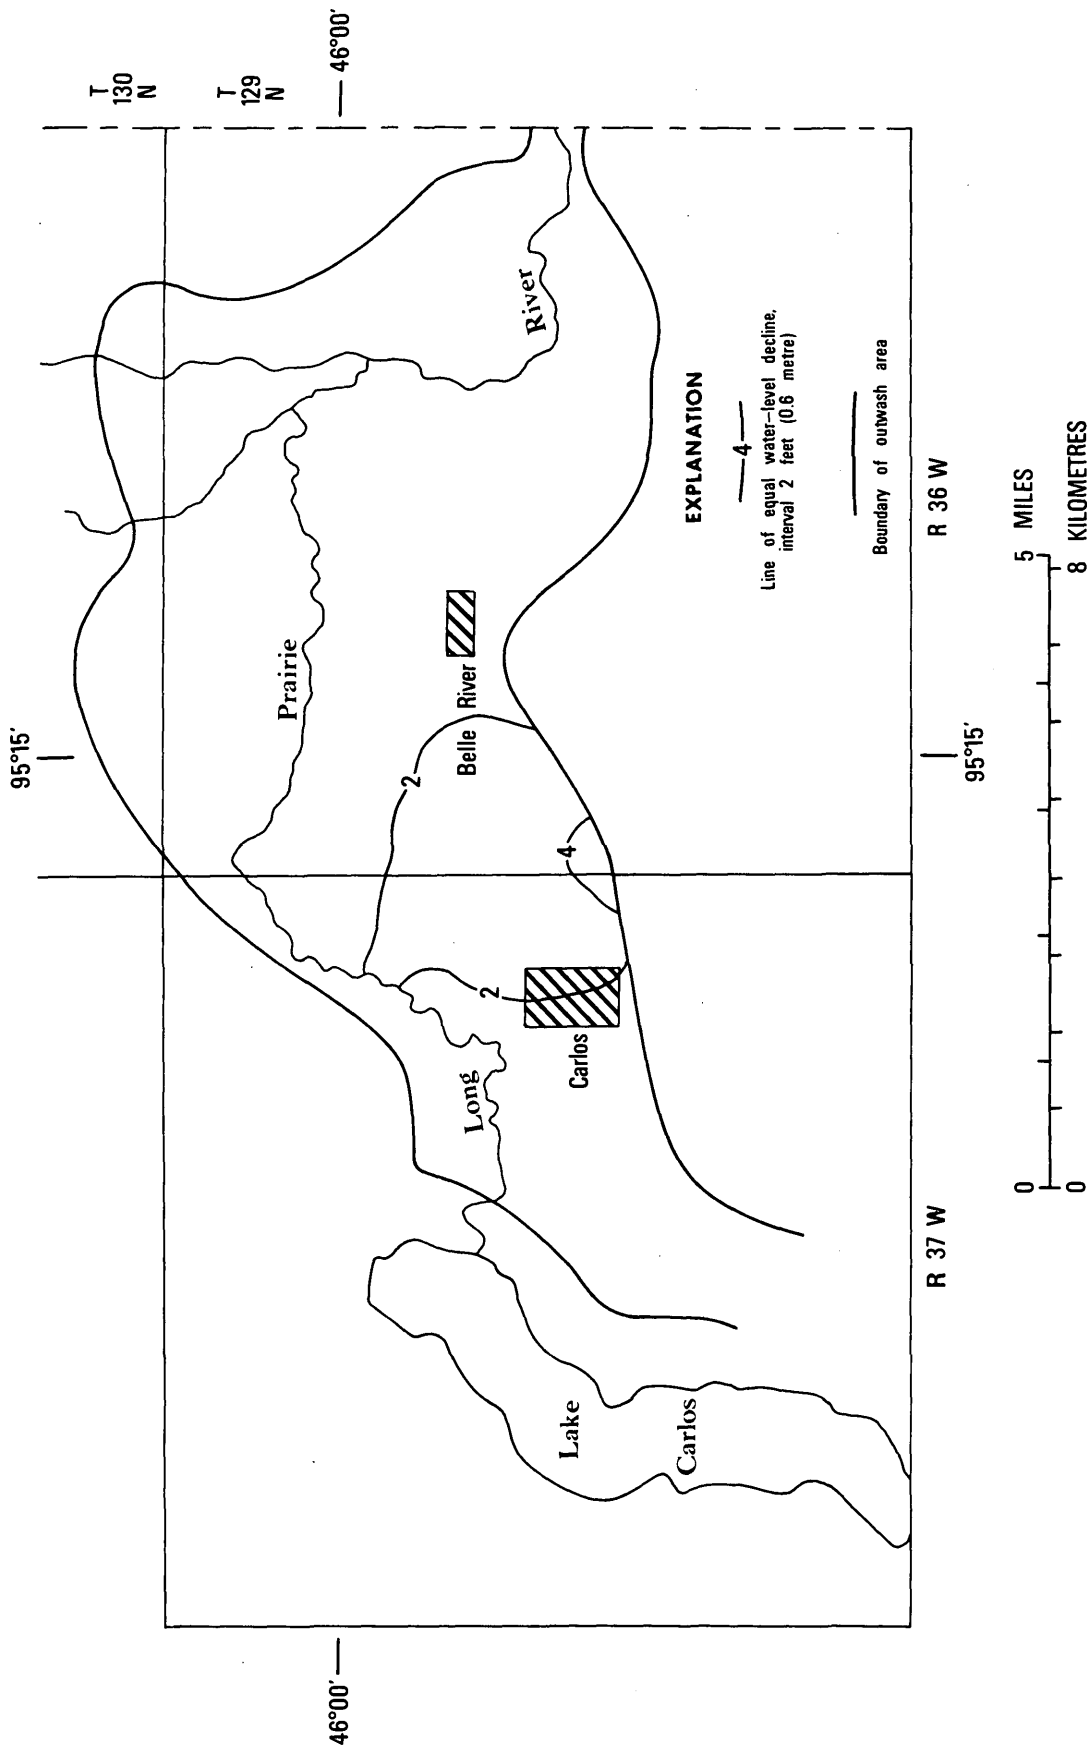 95°15'
T
130
N
T
129
N
46°00'
46°00'
Prairie
River
2
Belle River
4
2
Carlos
Long
Lake
Carlos
EXPLANATION
4
Line of equal water-level decline,
interval 2 feet (0.6 metre)
Boundary of outwash area
95°15'
R 37 W
R 36 W
0
5 MILES
0
8 KILOMETRES